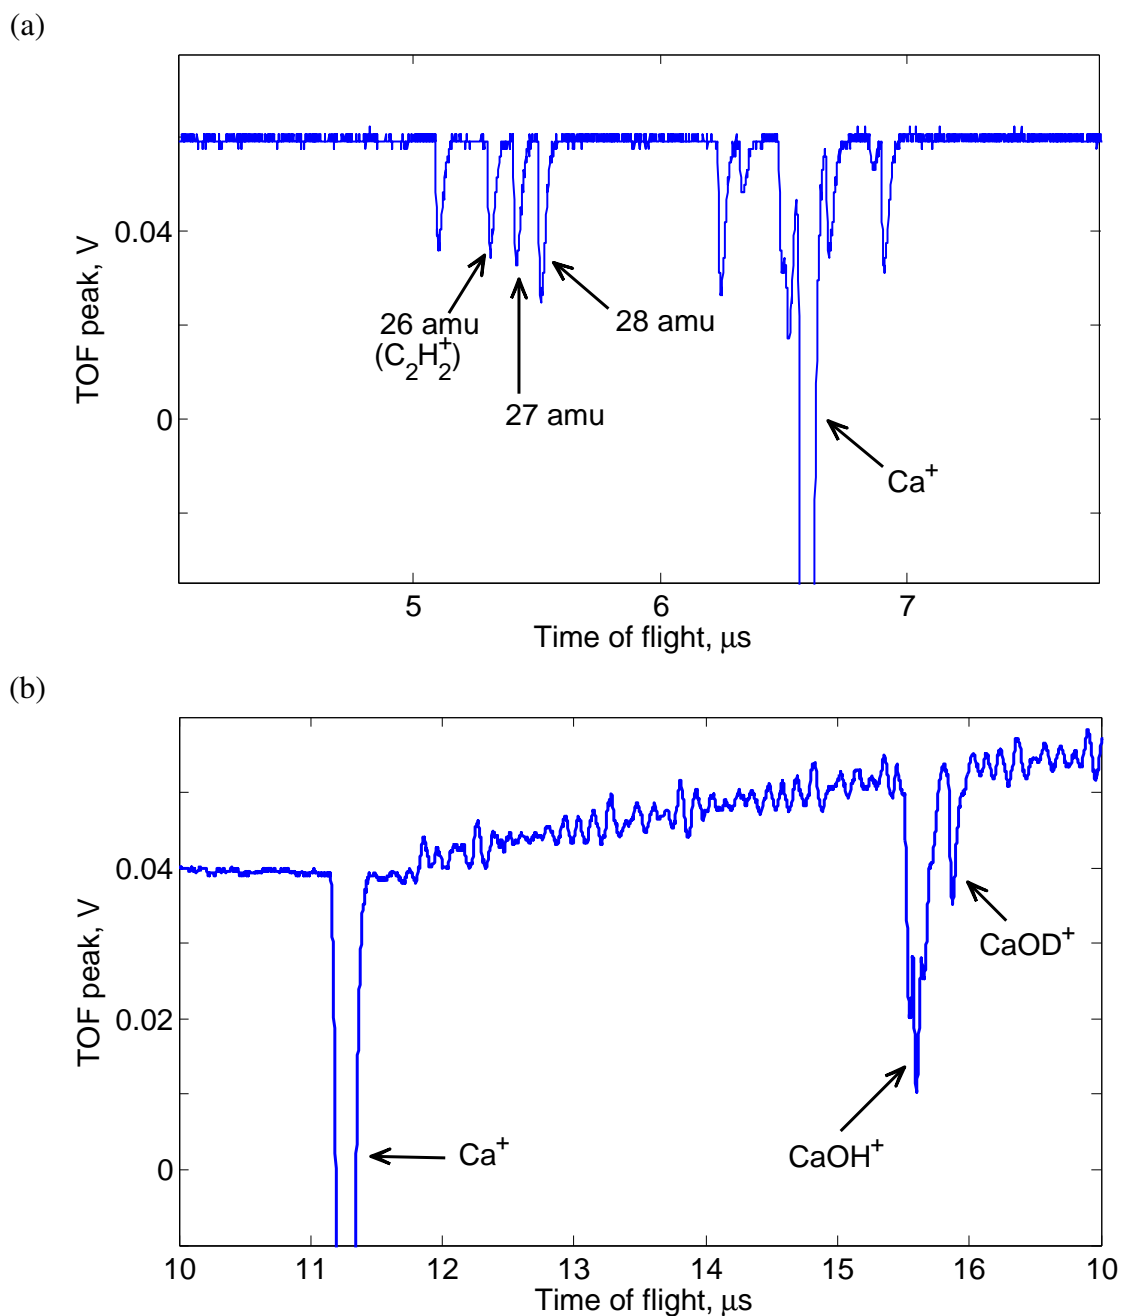 (a)
0.04
0
TOF peak, V
26 amu
(C₂H₂⁺)
27 amu
28 amu
Ca⁺
5 6 7
Time of flight, μs
(b)
0.04
0.02
0
TOF peak, V
Ca⁺
CaOH⁺
CaOD⁺
10 11 12 13 14 15 16 10
Time of flight, μs